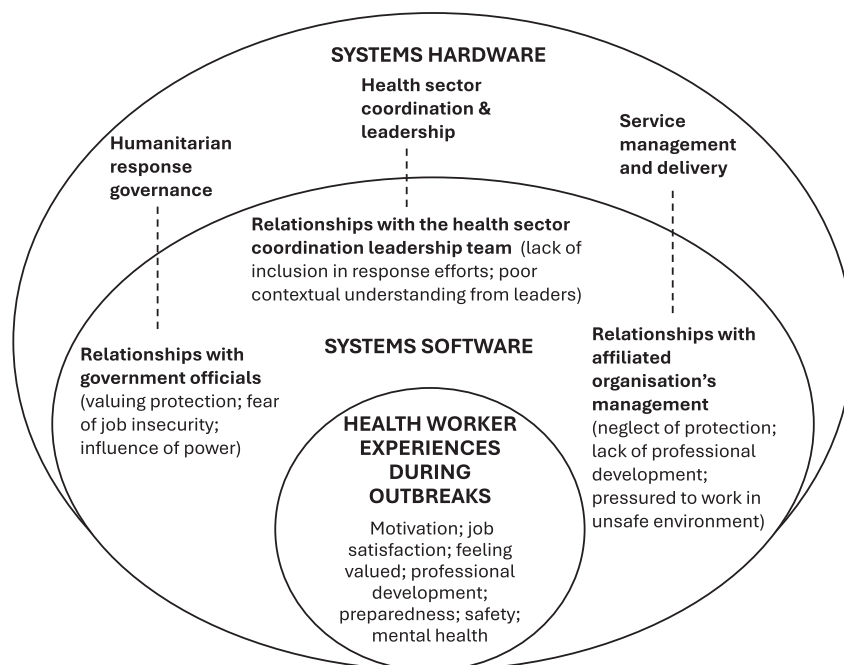 SYSTEMS HARDWARE
Health sector
coordination &
leadership
Humanitarian
response
governance
Service
management
and delivery
Relationships with the health sector
coordination leadership team (lack of
inclusion in response efforts; poor
contextual understanding from leaders)
SYSTEMS SOFTWARE
Relationships with
government officials
(valuing protection; fear
of job insecurity;
influence of power)
Relationships with
affiliated
organisation’s
management
(neglect of protection;
lack of professional
development;
pressured to work in
unsafe environment)
HEALTH WORKER
EXPERIENCES
DURING
OUTBREAKS
Motivation; job
satisfaction; feeling
valued; professional
development;
preparedness; safety;
mental health